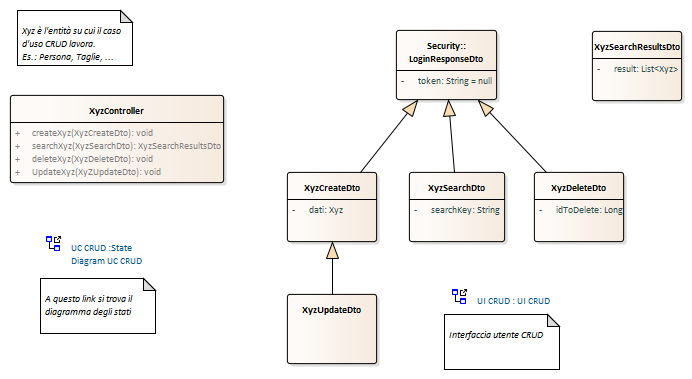 Xyz è l'entità su cui il caso
d'uso CRUD lavora.
Es.: Persona, Taglie, ...
XyzController
+ createXyz(XyzCreateDto): void
+ searchXyz(XyzSearchDto): XyzSearchResultsDto
+ deleteXyz(XyzDeleteDto): void
+ UpdateXyz(XyZUpdateDto): void
Security::
LoginResponseDto
- token: String = null
XyzSearchResultsDto
- result: List<Xyz>
XyzCreateDto
- dati: Xyz
XyzSearchDto
- searchKey: String
XyzDeleteDto
- idToDelete: Long
UC CRUD :State
Diagram UC CRUD
A questo link si trova il
diagramma degli stati
XyzUpdateDto
UI CRUD : UI CRUD
Interfaccia utente CRUD